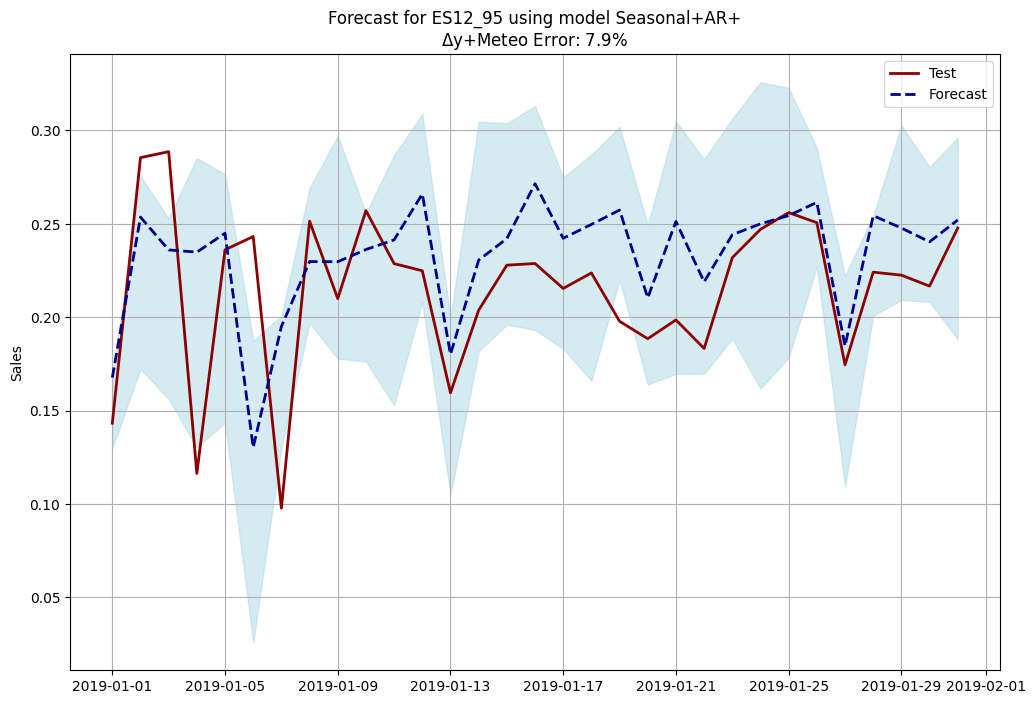 Forecast for ES12_95 using model Seasonal+AR+
Δy+Meteo Error: 7.9%
Test
Forecast
Sales
0.30
0.25
0.20
0.15
0.10
0.05
2019-01-01 2019-01-05 2019-01-09 2019-01-13 2019-01-17 2019-01-21 2019-01-25 2019-01-29 2019-02-01